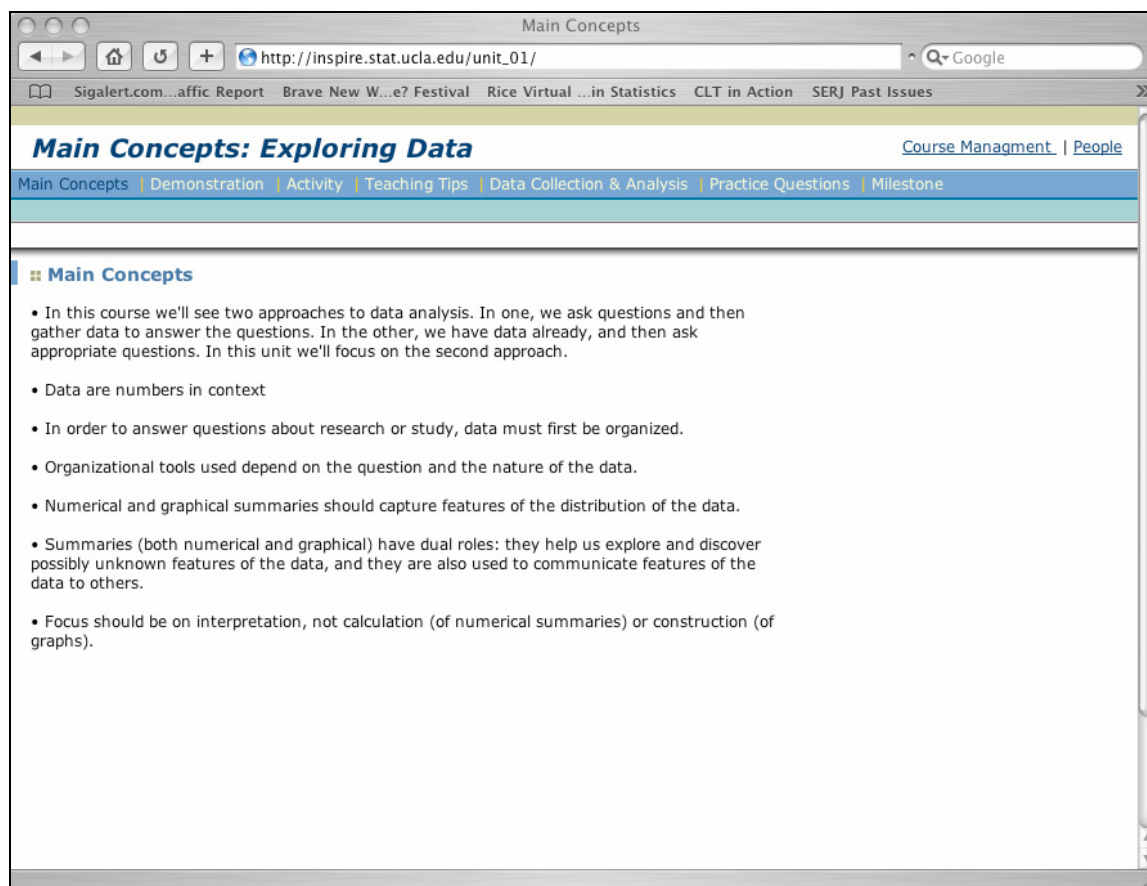 Main Concepts
http://inspire.stat.ucla.edu/unit_01/
Google
Sigalert.com...affic Report Brave New W...e? Festival Rice Virtual ...in Statistics CLT in Action SERJ Past Issues
Main Concepts: Exploring Data
Course Managment | People
Main Concepts | Demonstration | Activity | Teaching Tips | Data Collection & Analysis | Practice Questions | Milestone
Main Concepts
• In this course we'll see two approaches to data analysis. In one, we ask questions and then
gather data to answer the questions. In the other, we have data already, and then ask
appropriate questions. In this unit we'll focus on the second approach.
• Data are numbers in context
• In order to answer questions about research or study, data must first be organized.
• Organizational tools used depend on the question and the nature of the data.
• Numerical and graphical summaries should capture features of the distribution of the data.
• Summaries (both numerical and graphical) have dual roles: they help us explore and discover
possibly unknown features of the data, and they are also used to communicate features of the
data to others.
• Focus should be on interpretation, not calculation (of numerical summaries) or construction (of
graphs).